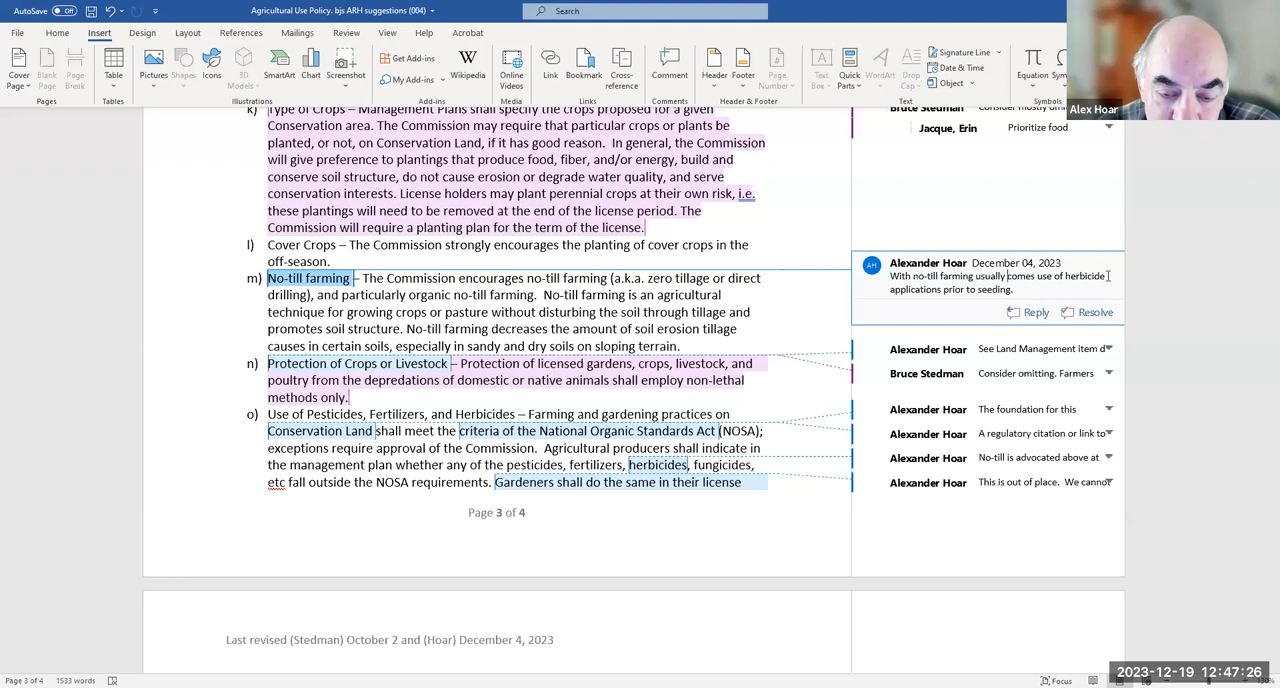 AutoSave Off
Agricultural Use Policy. bjs ARH suggestions (004)
Search
File Home Insert Design Layout References Mailings Review View Help Acrobat
Cover Page
Blank Page
Page Break
Pages
Table
Tables
Pictures
Shapes
Icons
3D Models
SmartArt
Chart
Screenshot
Illustrations
Get Add-ins
My Add-ins
Wikipedia
Add-ins
Online Videos
Media
Link
Bookmark
Cross-reference
Links
Comment
Comments
Header
Footer
Page Number
Header & Footer
Text Box
Quick Parts
WordArt
Drop Cap
Signature Line
Date & Time
Object
Text
Equation
Symbols
Alex Hoar
k) Type of Crops – Management Plans shall specify the crops proposed for a given
Conservation area. The Commission may require that particular crops or plants be
planted, or not, on Conservation Land, if it has good reason. In general, the Commission
will give preference to plantings that produce food, fiber, and/or energy, build and
conserve soil structure, do not cause erosion or degrade water quality, and serve
conservation interests. License holders may plant perennial crops at their own risk, i.e.
these plantings will need to be removed at the end of the license period. The
Commission will require a planting plan for the term of the license.
l) Cover Crops – The Commission strongly encourages the planting of cover crops in the
off-season.
m) No-till farming – The Commission encourages no-till farming (a.k.a. zero tillage or direct
drilling), and particularly organic no-till farming. No-till farming is an agricultural
technique for growing crops or pasture without disturbing the soil through tillage and
promotes soil structure. No-till farming decreases the amount of soil erosion tillage
causes in certain soils, especially in sandy and dry soils on sloping terrain.
n) Protection of Crops or Livestock – Protection of licensed gardens, crops, livestock, and
poultry from the depredations of domestic or native animals shall employ non-lethal
methods only.
o) Use of Pesticides, Fertilizers, and Herbicides – Farming and gardening practices on
Conservation Land shall meet the criteria of the National Organic Standards Act (NOSA);
exceptions require approval of the Commission. Agricultural producers shall indicate in
the management plan whether any of the pesticides, fertilizers, herbicides, fungicides,
etc fall outside the NOSA requirements. Gardeners shall do the same in their license
Page 3 of 4
Bruce Stedman Consider mostly
Jacque, Erin Prioritize food
AH Alexander Hoar December 04, 2023
With no-till farming usually comes use of herbicide
applications prior to seeding.
Reply Resolve
Alexander Hoar See Land Management item d
Bruce Stedman Consider omitting. Farmers
Alexander Hoar The foundation for this
Alexander Hoar A regulatory citation or link to
Alexander Hoar No-till is advocated above at
Alexander Hoar This is out of place. We cannot
Last revised (Stedman) October 2 and (Hoar) December 4, 2023
2023-12-19 12:47:26
Page 3 of 4 1533 words
Focus